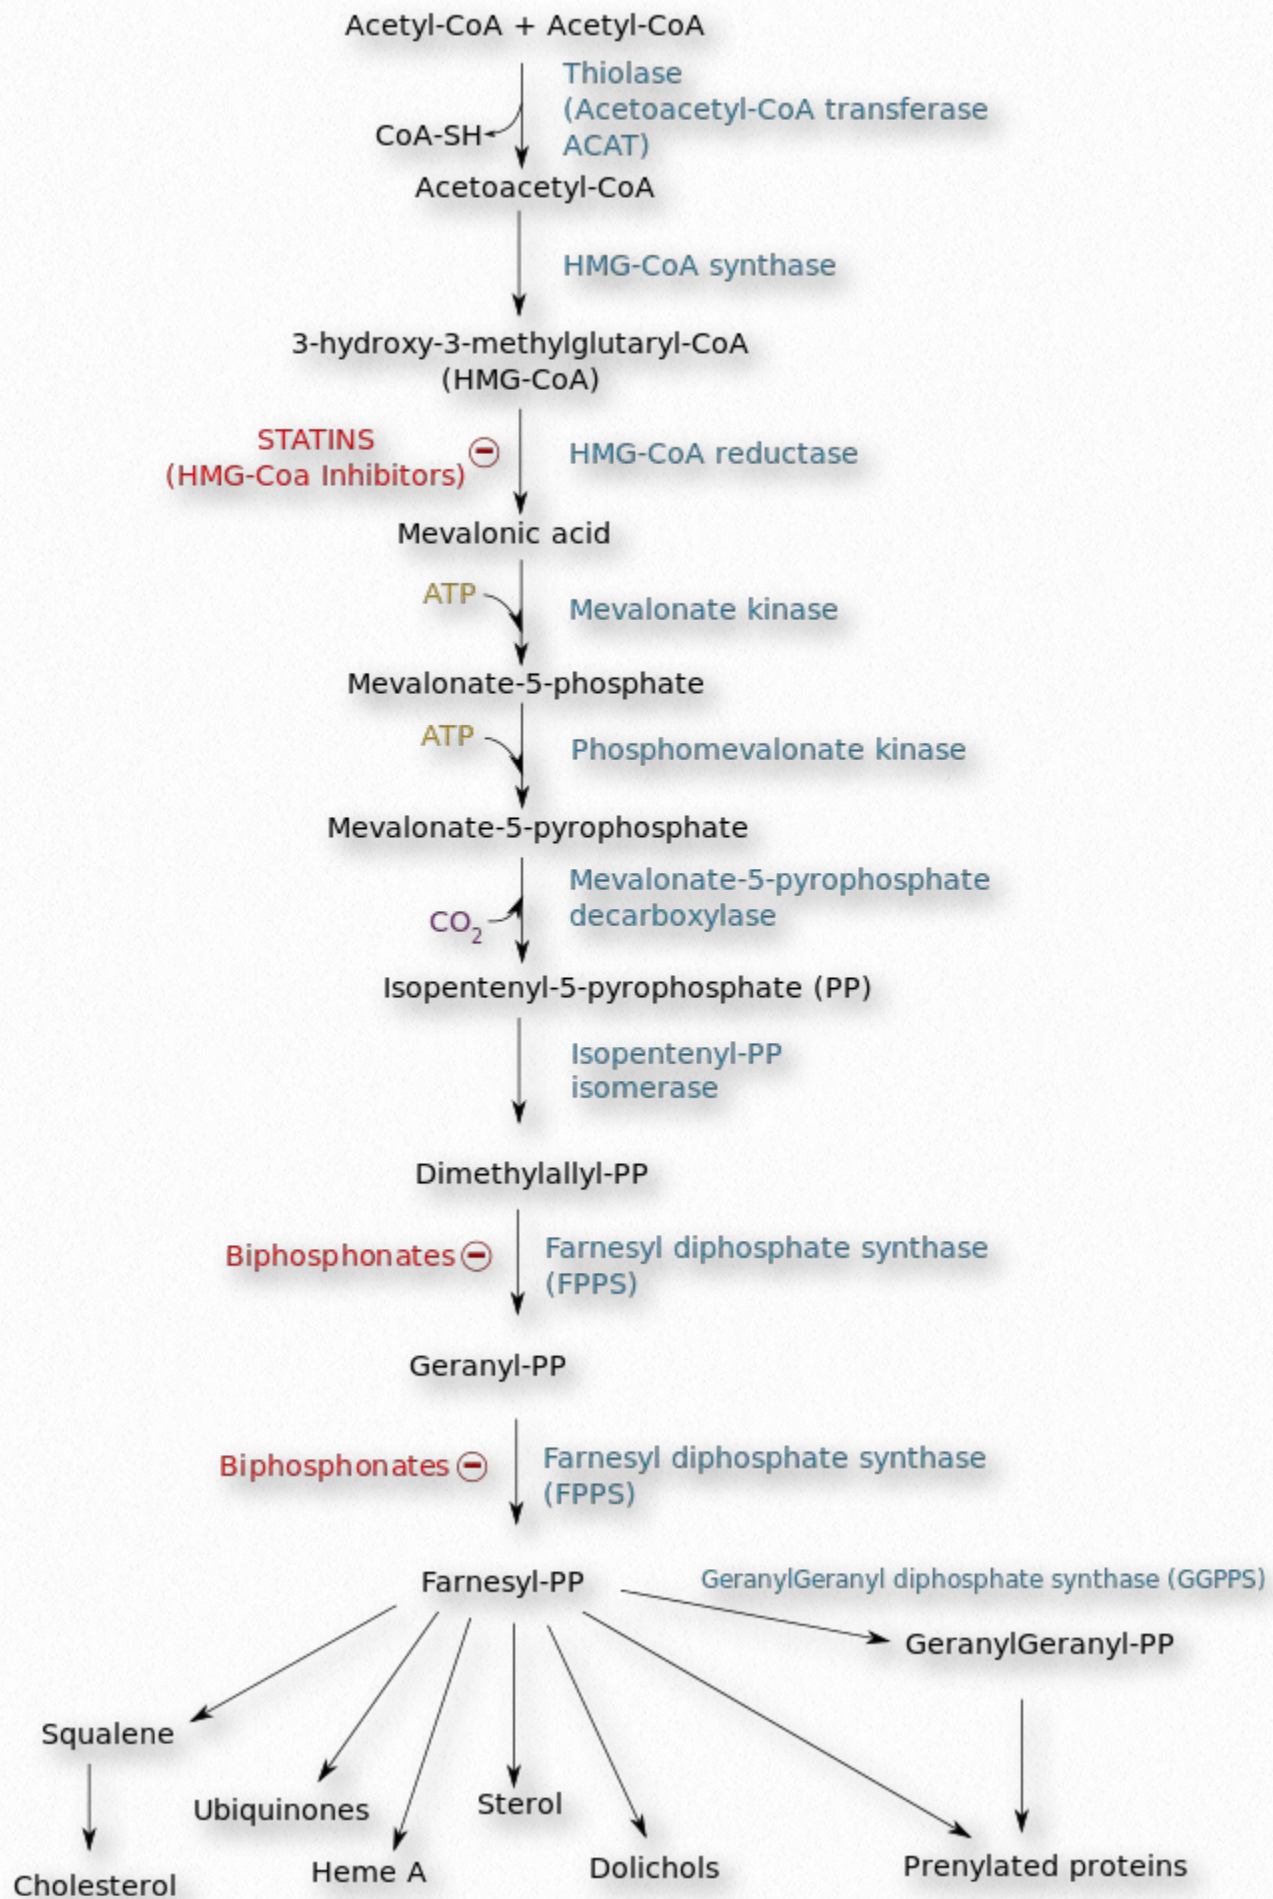 Acetyl-CoA + Acetyl-CoA
Thiolase
(Acetoacetyl-CoA transferase
ACAT)
CoA-SH
Acetoacetyl-CoA
HMG-CoA synthase
3-hydroxy-3-methylglutaryl-CoA
(HMG-CoA)
STATINS
(HMG-Coa Inhibitors)
HMG-CoA reductase
Mevalonic acid
ATP
Mevalonate kinase
Mevalonate-5-phosphate
ATP
Phosphomevalonate kinase
Mevalonate-5-pyrophosphate
Mevalonate-5-pyrophosphate
decarboxylase
CO2
Isopentenyl-5-pyrophosphate (PP)
Isopentenyl-PP
isomerase
Dimethylallyl-PP
Biphosphonates
Farnesyl diphosphate synthase
(FPPS)
Geranyl-PP
Biphosphonates
Farnesyl diphosphate synthase
(FPPS)
Farnesyl-PP
GeranylGeranyl diphosphate synthase (GGPPS)
GeranylGeranyl-PP
Squalene
Ubiquinones
Sterol
Cholesterol
Heme A
Dolichols
Prenylated proteins